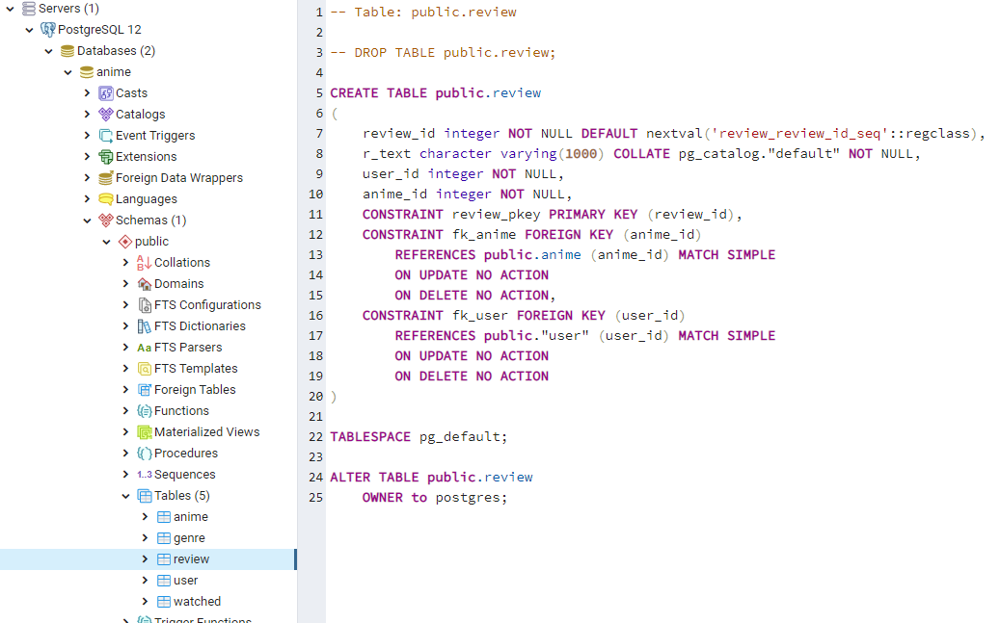 Servers (1)
PostgreSQL 12
Databases (2)
anime
Casts
Catalogs
Event Triggers
Extensions
Foreign Data Wrappers
Languages
Schemas (1)
public
Collations
Domains
FTS Configurations
FTS Dictionaries
Aa FTS Parsers
FTS Templates
Foreign Tables
Functions
Materialized Views
Procedures
1..3 Sequences
Tables (5)
anime
genre
review
user
watched
Trigger Functions
1 -- Table: public.review
2
3 -- DROP TABLE public.review;
4
5 CREATE TABLE public.review
6 (
7     review_id integer NOT NULL DEFAULT nextval('review_review_id_seq'::regclass),
8     r_text character varying(1000) COLLATE pg_catalog."default" NOT NULL,
9     user_id integer NOT NULL,
10     anime_id integer NOT NULL,
11     CONSTRAINT review_pkey PRIMARY KEY (review_id),
12     CONSTRAINT fk_anime FOREIGN KEY (anime_id)
13         REFERENCES public.anime (anime_id) MATCH SIMPLE
14         ON UPDATE NO ACTION
15         ON DELETE NO ACTION,
16     CONSTRAINT fk_user FOREIGN KEY (user_id)
17         REFERENCES public."user" (user_id) MATCH SIMPLE
18         ON UPDATE NO ACTION
19         ON DELETE NO ACTION
20 )
21
22 TABLESPACE pg_default;
23
24 ALTER TABLE public.review
25     OWNER to postgres;